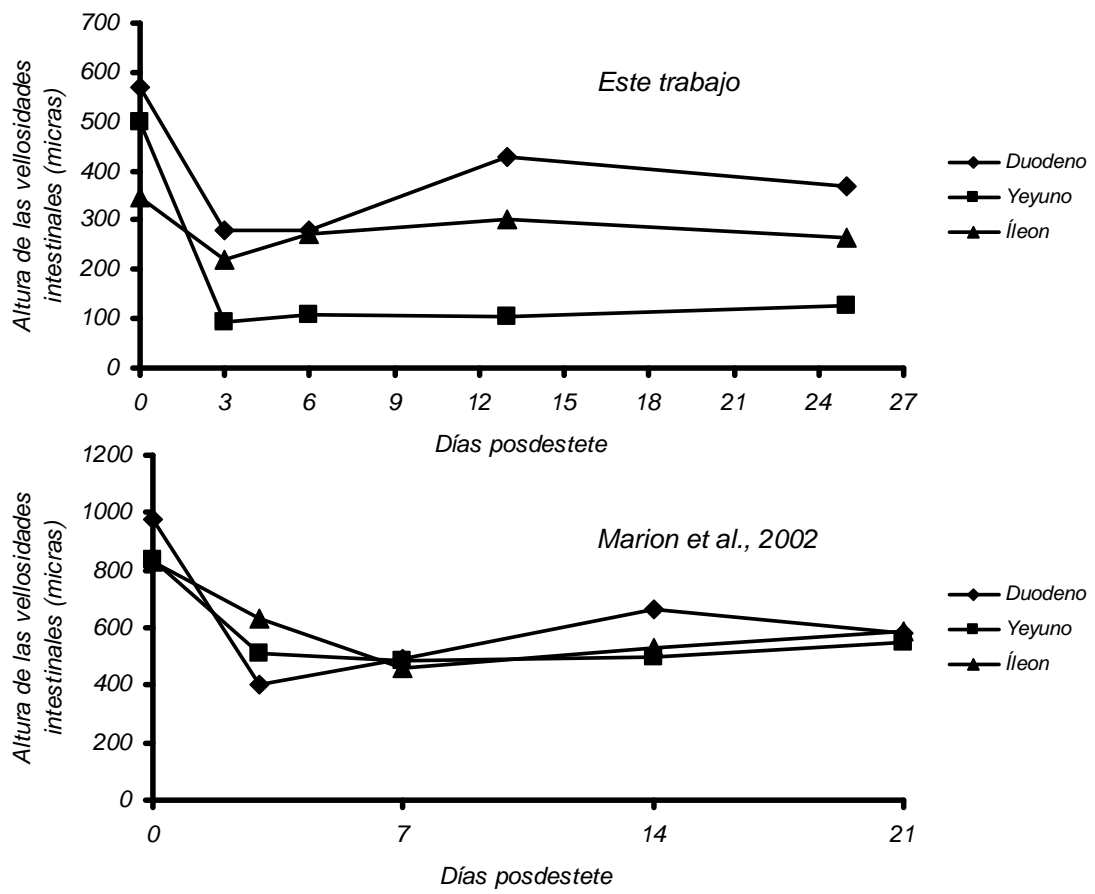 Altura de las vellosidades
intestinales (micras)
700
600
500
400
300
200
100
0
Este trabajo
Duodeno
Yeyuno
Íleon
0 3 6 9 12 15 18 21 24 27
Días posdestete
Altura de las vellosidades
intestinales (micras)
1200
1000
800
600
400
200
0
Marion et al., 2002
Duodeno
Yeyuno
Íleon
0 7 14 21
Días posdestete